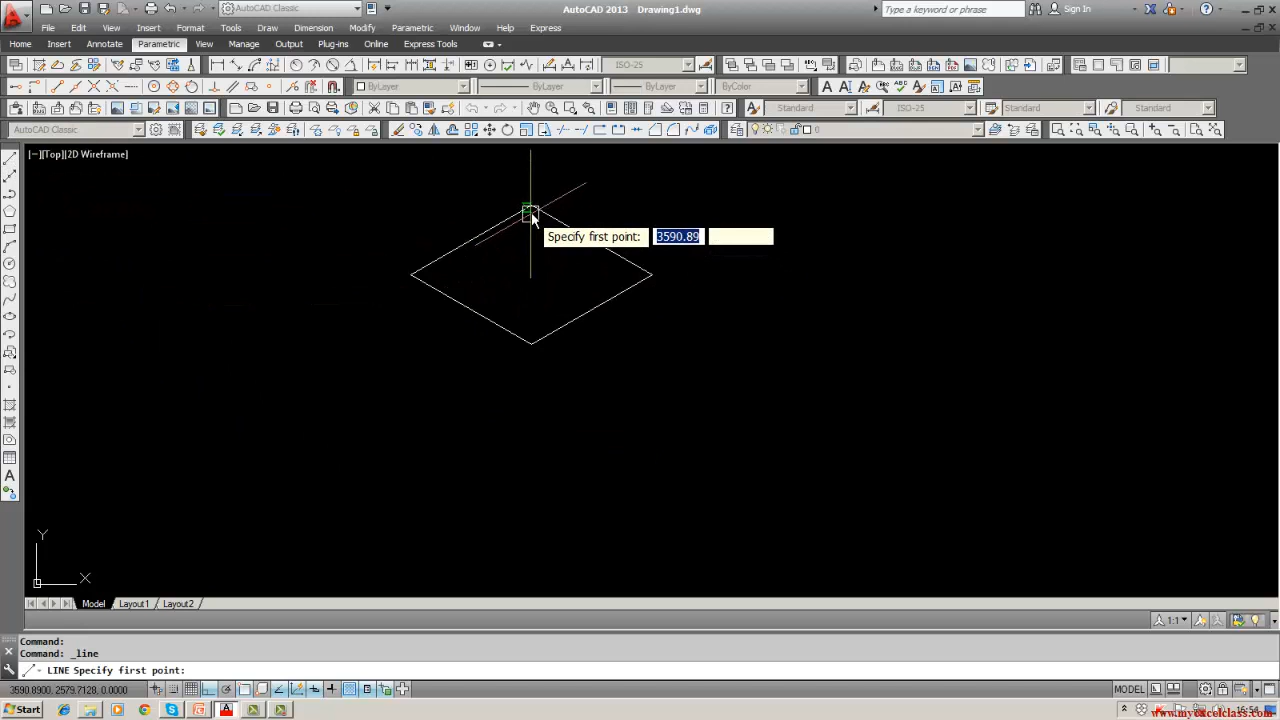 AutoCAD Classic
AutoCAD 2013 Drawing1.dwg
Type a keyword or phrase
Sign In
File Edit View Insert Format Tools Draw Dimension Modify Parametric Window Help Express
Home Insert Annotate Parametric View Manage Output Plug-ins Online Express Tools
ISO-25
ByLayer ByLayer ByLayer ByColor
Standard ISO-25 Standard Standard
AutoCAD Classic
0
[−][Top][2D Wireframe]
Specify first point: 3590.89
Y
X
Model Layout1 Layout2
1:1
Command:
Command: _line
LINE Specify first point:
3590.8900, 2579.7128, 0.0000
MODEL
Start
16:54
www.myexcelclass.com